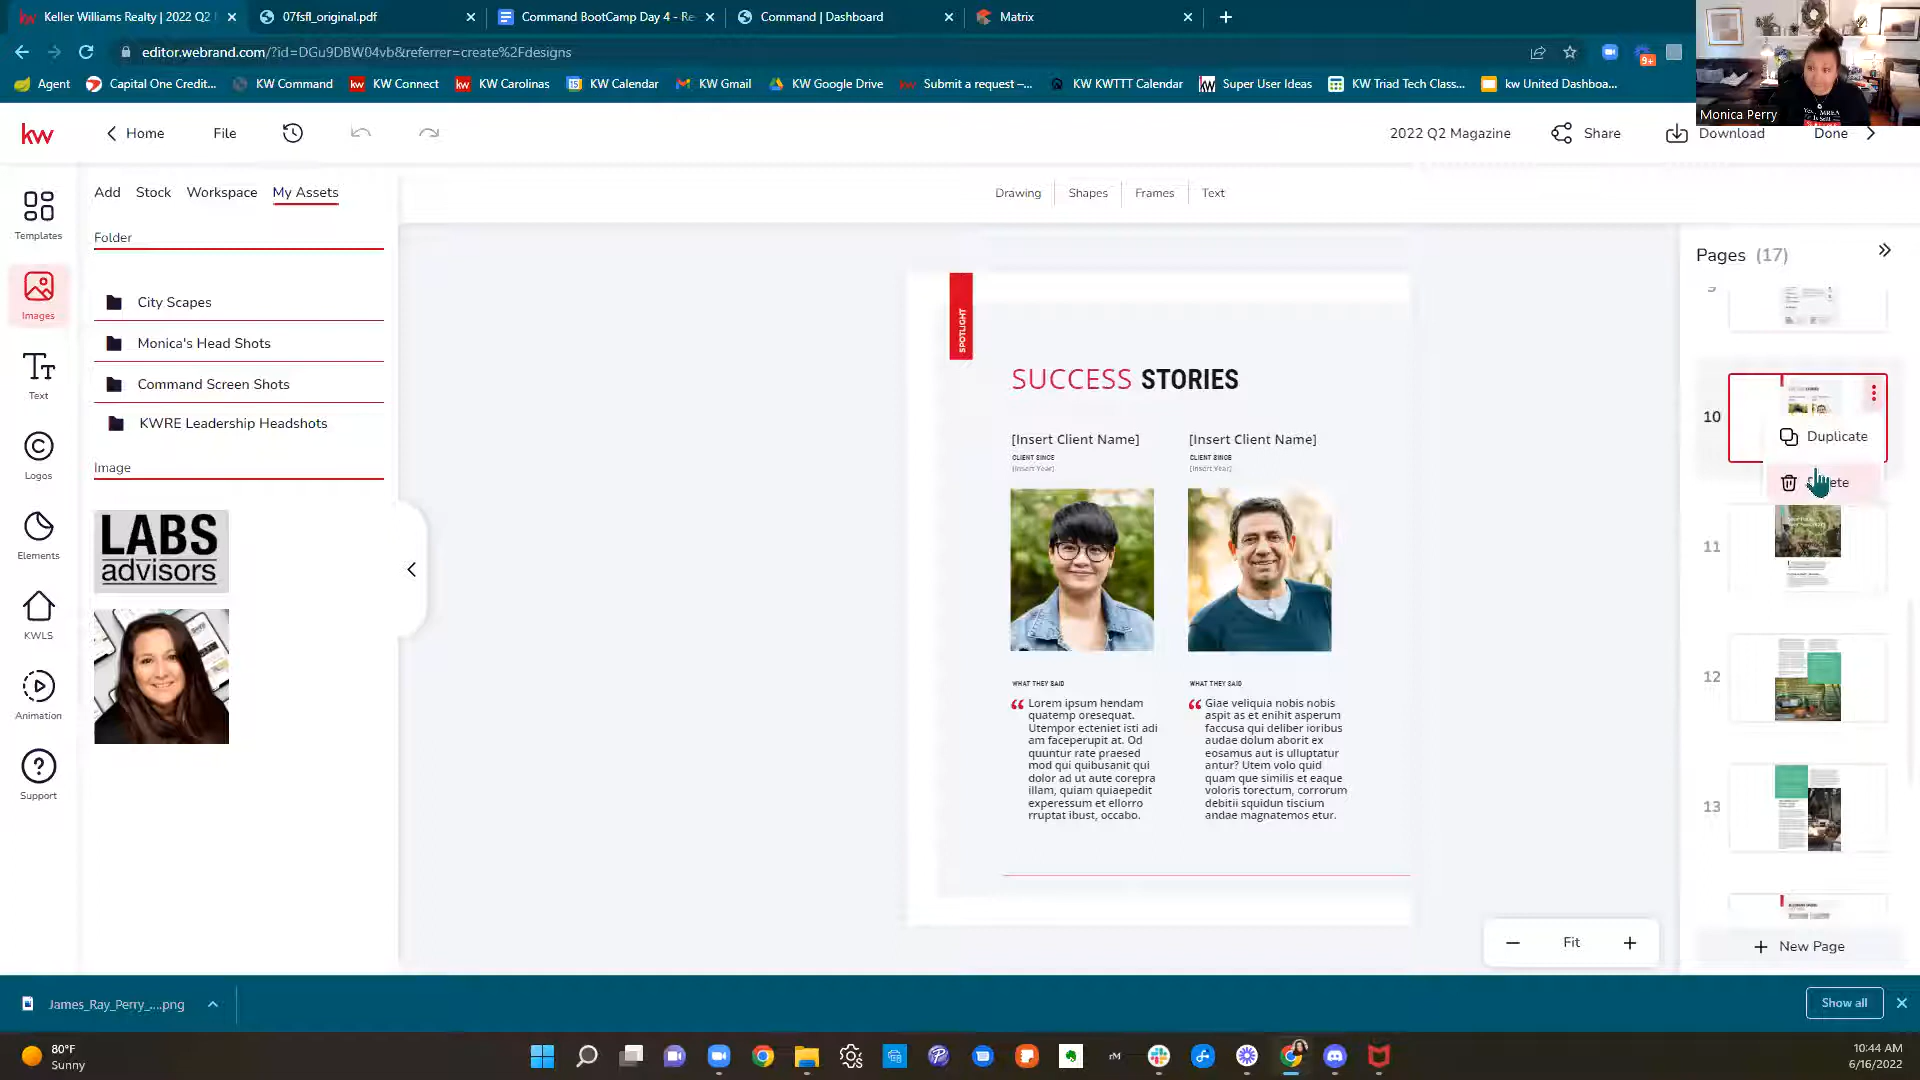 Keller Williams Realty | 2022 Q2
07fsfl_original.pdf
Command BootCamp Day 4 - Re
Command | Dashboard
Matrix
editor.webrand.com/?id=DGu9DBW04vb&referrer=create%2Fdesigns
9+
Agent
Capital One Credit...
KW Command
KW Connect
KW Carolinas
KW Calendar
KW Gmail
KW Google Drive
Submit a request –...
KW KWTTT Calendar
Super User Ideas
KW Triad Tech Class...
kw United Dashboa...
Monica Perry
kw
Home
File
2022 Q2 Magazine
Share
Download
Done
Templates
Images
Text
Logos
Elements
KWLS
Animation
Support
Add
Stock
Workspace
My Assets
Folder
City Scapes
Monica's Head Shots
Command Screen Shots
KWRE Leadership Headshots
Image
LABS
advisors
Drawing
Shapes
Frames
Text
SPOTLIGHT
SUCCESS STORIES
[Insert Client Name]
CLIENT SINCE
[Insert Year]
WHAT THEY SAID
“ Lorem ipsum hendam
quatemp oresequat.
Utempor ecteniet isti adi
am faceperupit at. Od
quuntur rate praesed
mod qui quibusanit qui
dolor ad ut aute corepra
illam, quiam quiaepedit
experessum et ellorro
rruptat ibust, occabo.
[Insert Client Name]
CLIENT SINCE
[Insert Year]
WHAT THEY SAID
“ Giae veliquia nobis nobis
aspit as et enihit asperum
faccusa qui deliber ioribus
audae dolum aborit ex
eosamus aut is ulluptatur
antur? Utem volo quid
quam que similis et eaque
voloris torectum, corrorum
debitii squidun tiscium
andae magnatemos etur.
Fit
Pages (17)
9
10
Duplicate
11
12
13
New Page
James_Ray_Perry_....png
Show all
80°F
Sunny
rM
10:44 AM
6/16/2022